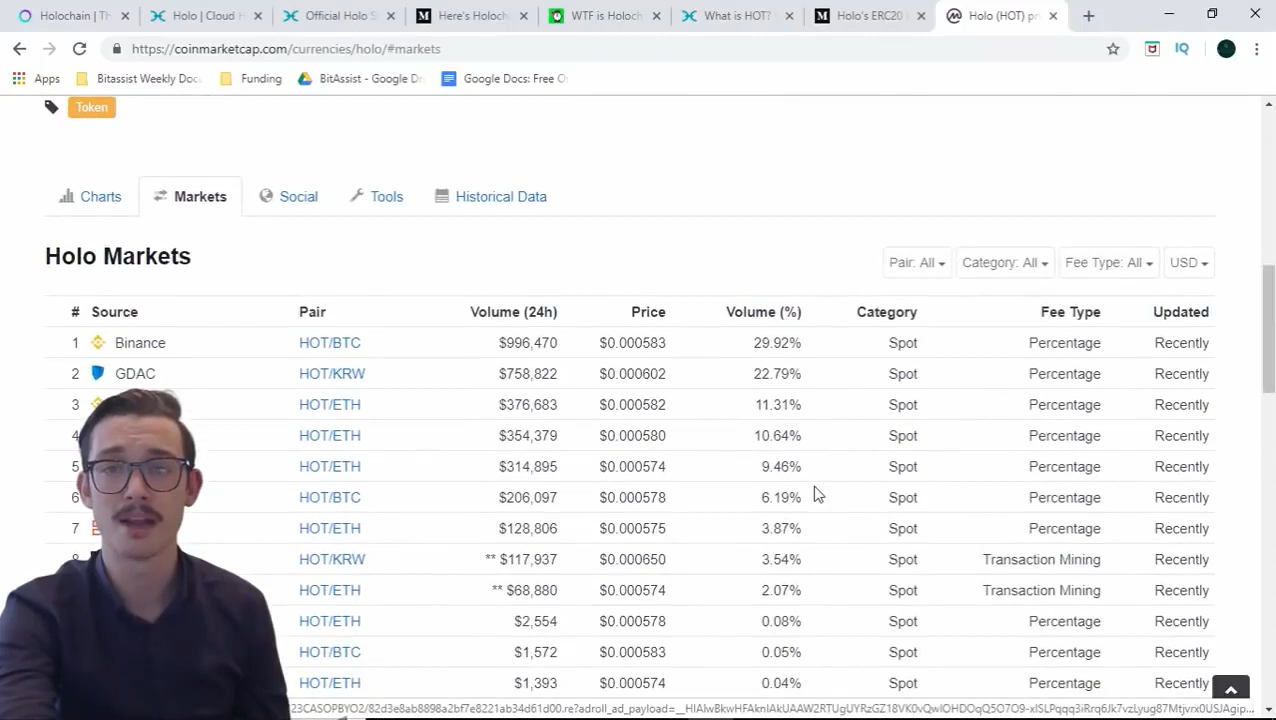 Holochain | Th
Holo | Cloud H
Official Holo S
Here's Holoch
WTF is Holoch
What is HOT?
Holo's ERC20
Holo (HOT) pr
https://coinmarketcap.com/currencies/holo/#markets
Apps
Bitassist Weekly Doc
Funding
BitAssist - Google Dr
Google Docs: Free O
Token
Charts
Markets
Social
Tools
Historical Data
Holo Markets
Pair: All
Category: All
Fee Type: All
USD
# Source Pair Volume (24h) Price Volume (%) Category Fee Type Updated
1 Binance HOT/BTC $996,470 $0.000583 29.92% Spot Percentage Recently
2 GDAC HOT/KRW $758,822 $0.000602 22.79% Spot Percentage Recently
3 HOT/ETH $376,683 $0.000582 11.31% Spot Percentage Recently
4 HOT/ETH $354,379 $0.000580 10.64% Spot Percentage Recently
5 HOT/ETH $314,895 $0.000574 9.46% Spot Percentage Recently
6 HOT/BTC $206,097 $0.000578 6.19% Spot Percentage Recently
7 HOT/ETH $128,806 $0.000575 3.87% Spot Percentage Recently
8 HOT/KRW ** $117,937 $0.000650 3.54% Spot Transaction Mining Recently
HOT/ETH ** $68,880 $0.000574 2.07% Spot Transaction Mining Recently
HOT/ETH $2,554 $0.000578 0.08% Spot Percentage Recently
HOT/BTC $1,572 $0.000583 0.05% Spot Percentage Recently
HOT/ETH $1,393 $0.000574 0.04% Spot Percentage Recently